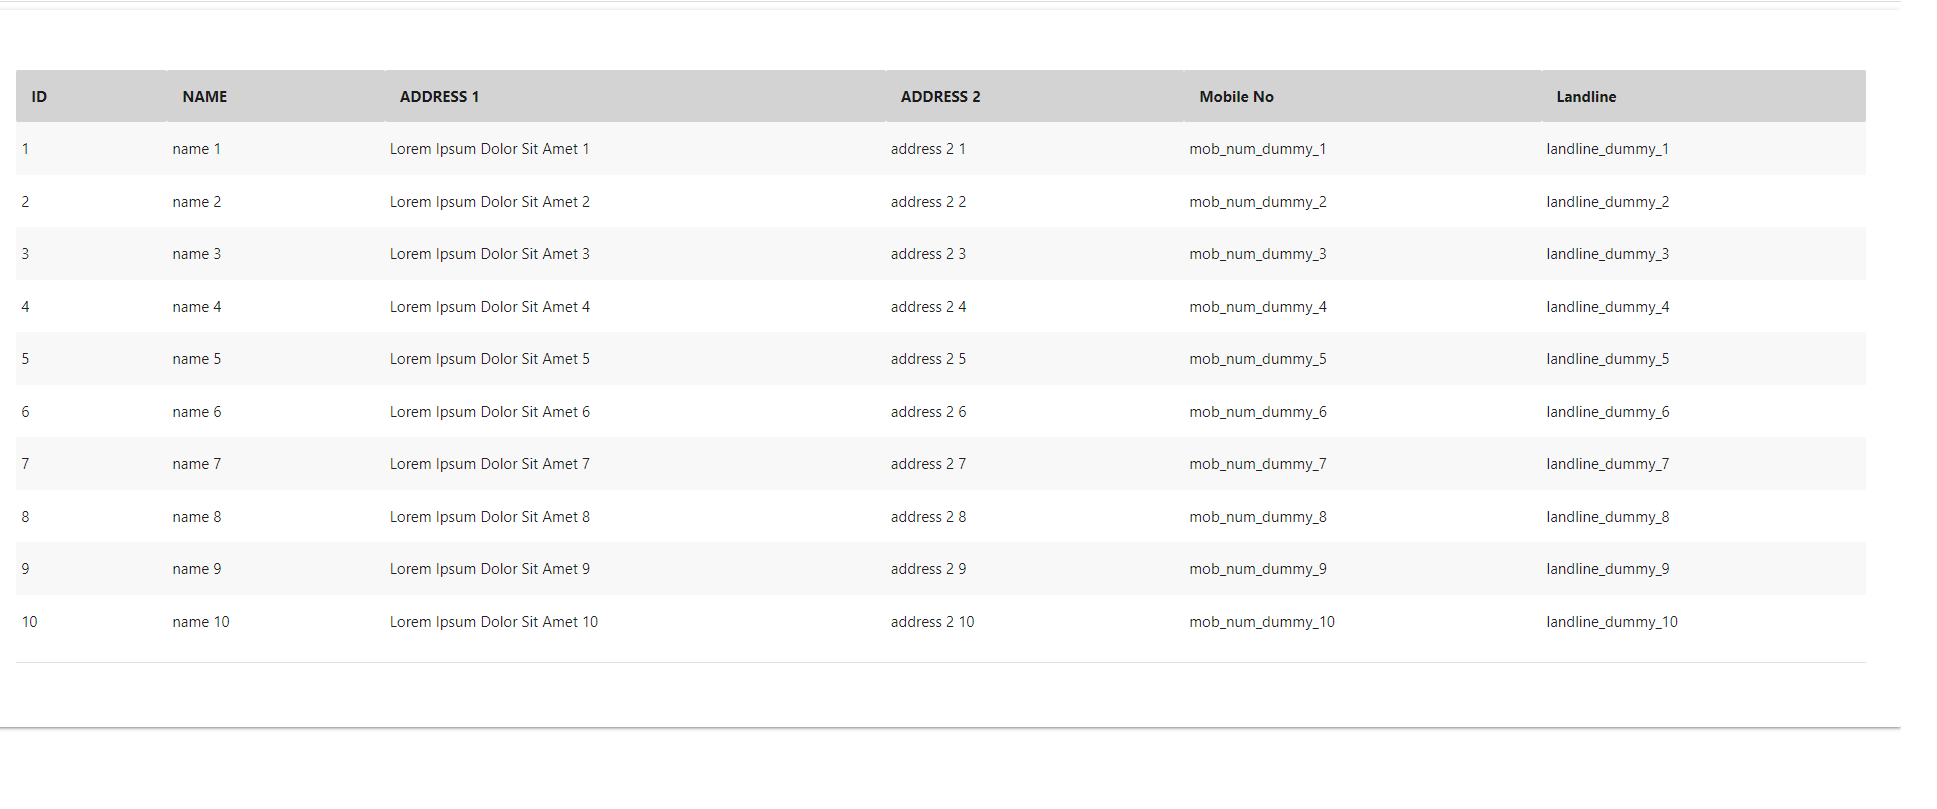 ID NAME ADDRESS 1 ADDRESS 2 Mobile No Landline
1 name 1 Lorem Ipsum Dolor Sit Amet 1 address 2 1 mob_num_dummy_1 landline_dummy_1
2 name 2 Lorem Ipsum Dolor Sit Amet 2 address 2 2 mob_num_dummy_2 landline_dummy_2
3 name 3 Lorem Ipsum Dolor Sit Amet 3 address 2 3 mob_num_dummy_3 landline_dummy_3
4 name 4 Lorem Ipsum Dolor Sit Amet 4 address 2 4 mob_num_dummy_4 landline_dummy_4
5 name 5 Lorem Ipsum Dolor Sit Amet 5 address 2 5 mob_num_dummy_5 landline_dummy_5
6 name 6 Lorem Ipsum Dolor Sit Amet 6 address 2 6 mob_num_dummy_6 landline_dummy_6
7 name 7 Lorem Ipsum Dolor Sit Amet 7 address 2 7 mob_num_dummy_7 landline_dummy_7
8 name 8 Lorem Ipsum Dolor Sit Amet 8 address 2 8 mob_num_dummy_8 landline_dummy_8
9 name 9 Lorem Ipsum Dolor Sit Amet 9 address 2 9 mob_num_dummy_9 landline_dummy_9
10 name 10 Lorem Ipsum Dolor Sit Amet 10 address 2 10 mob_num_dummy_10 landline_dummy_10